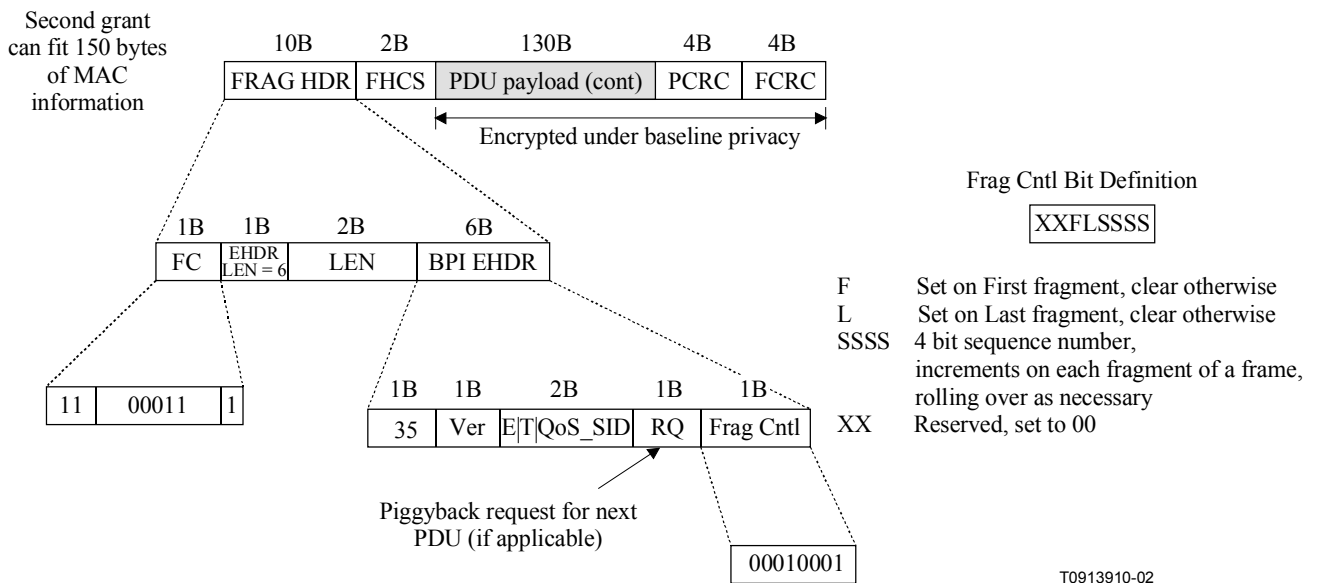 Second grant
can fit 150 bytes
of MAC
information
10B 2B 130B 4B 4B
FRAG HDR FHCS PDU payload (cont) PCRC FCRC
Encrypted under baseline privacy
Frag Cntl Bit Definition
XXFLSSSS
1B 1B 2B 6B
FC EHDR LEN = 6 LEN BPI EHDR
F Set on First fragment, clear otherwise
L Set on Last fragment, clear otherwise
SSSS 4 bit sequence number,
increments on each fragment of a frame,
rolling over as necessary
XX Reserved, set to 00
11 00011 1
1B 1B 2B 1B 1B
35 Ver E|T|QoS_SID RQ Frag Cntl
Piggyback request for next
PDU (if applicable)
00010001
T0913910-02